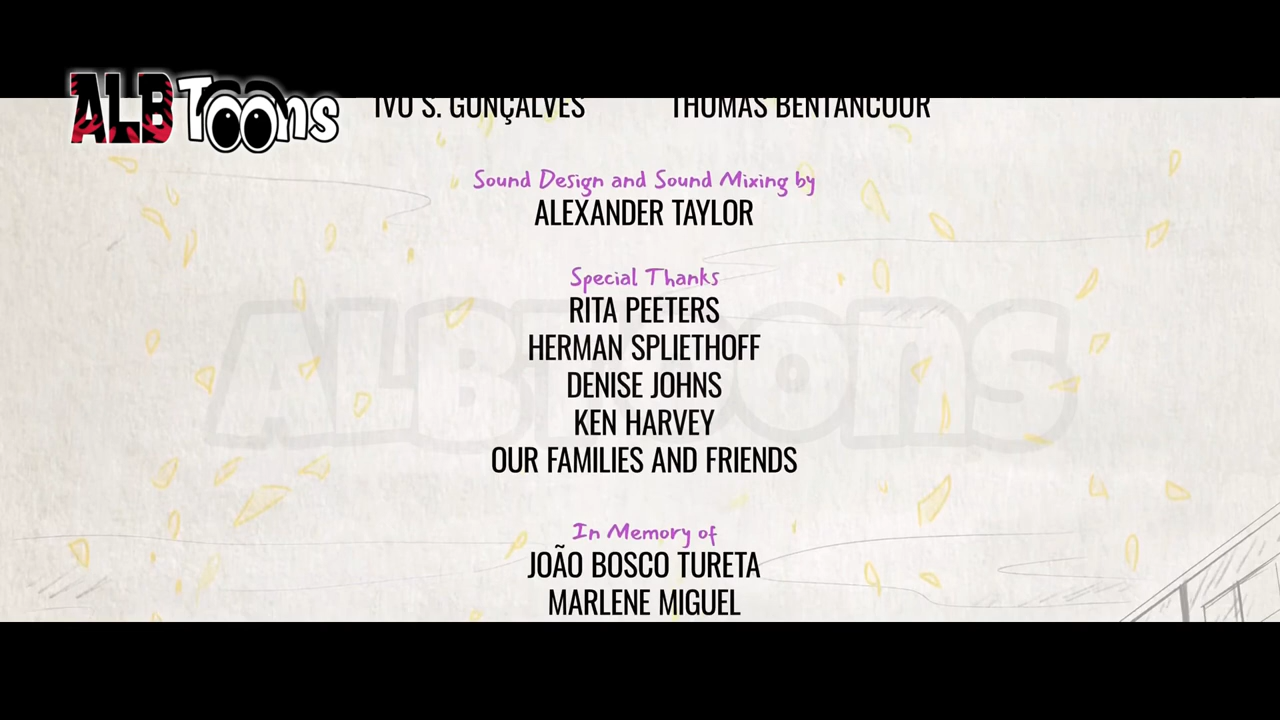 ALBToons
IVO S. GONÇALVES THOMAS BENTANCOUR
Sound Design and Sound Mixing by
ALEXANDER TAYLOR
Special Thanks
RITA PEETERS
HERMAN SPLIETHOFF
DENISE JOHNS
KEN HARVEY
OUR FAMILIES AND FRIENDS
ALBToons
In Memory of
JOÃO BOSCO TURETA
MARLENE MIGUEL